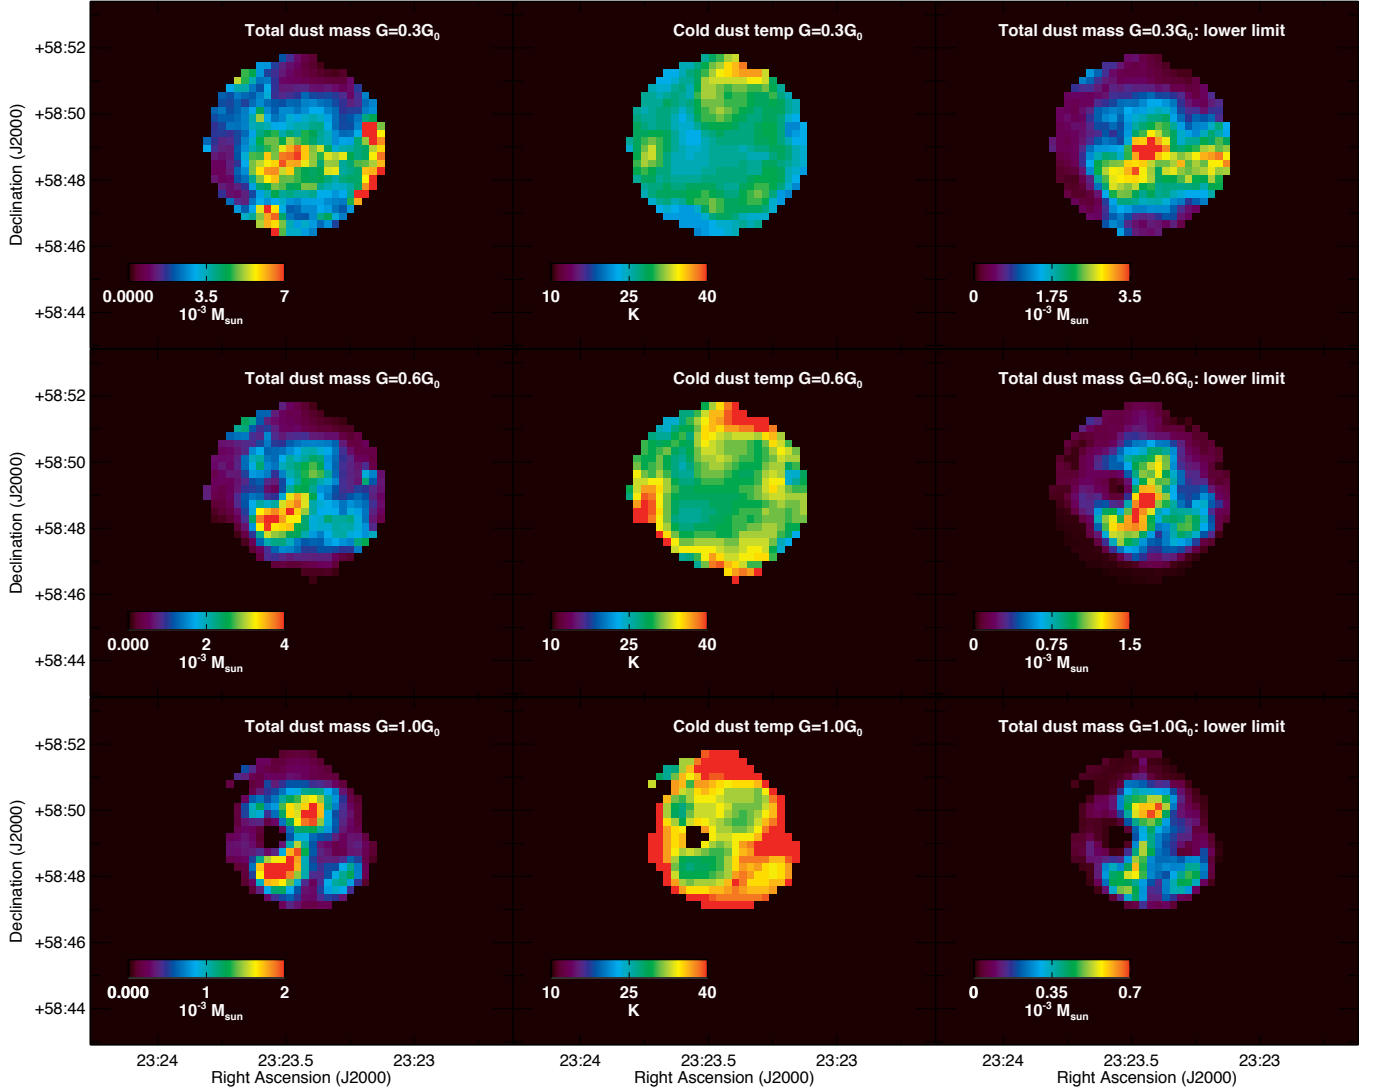 Total dust mass G=0.3G₀
Cold dust temp G=0.3G₀
Total dust mass G=0.3G₀: lower limit
+58:52
+58:50
+58:48
+58:46
+58:44
Declination (J2000)
0.0000 3.5 7
10⁻³ Mₛᵤₙ
10 25 40
K
0 1.75 3.5
10⁻³ Mₛᵤₙ
Total dust mass G=0.6G₀
Cold dust temp G=0.6G₀
Total dust mass G=0.6G₀: lower limit
+58:52
+58:50
+58:48
+58:46
+58:44
Declination (J2000)
0.000 2 4
10⁻³ Mₛᵤₙ
10 25 40
K
0 0.75 1.5
10⁻³ Mₛᵤₙ
Total dust mass G=1.0G₀
Cold dust temp G=1.0G₀
Total dust mass G=1.0G₀: lower limit
+58:52
+58:50
+58:48
+58:46
+58:44
Declination (J2000)
0.000 1 2
10⁻³ Mₛᵤₙ
10 25 40
K
0 0.35 0.7
10⁻³ Mₛᵤₙ
23:24 23:23.5 23:23
Right Ascension (J2000)
23:24 23:23.5 23:23
Right Ascension (J2000)
23:24 23:23.5 23:23
Right Ascension (J2000)